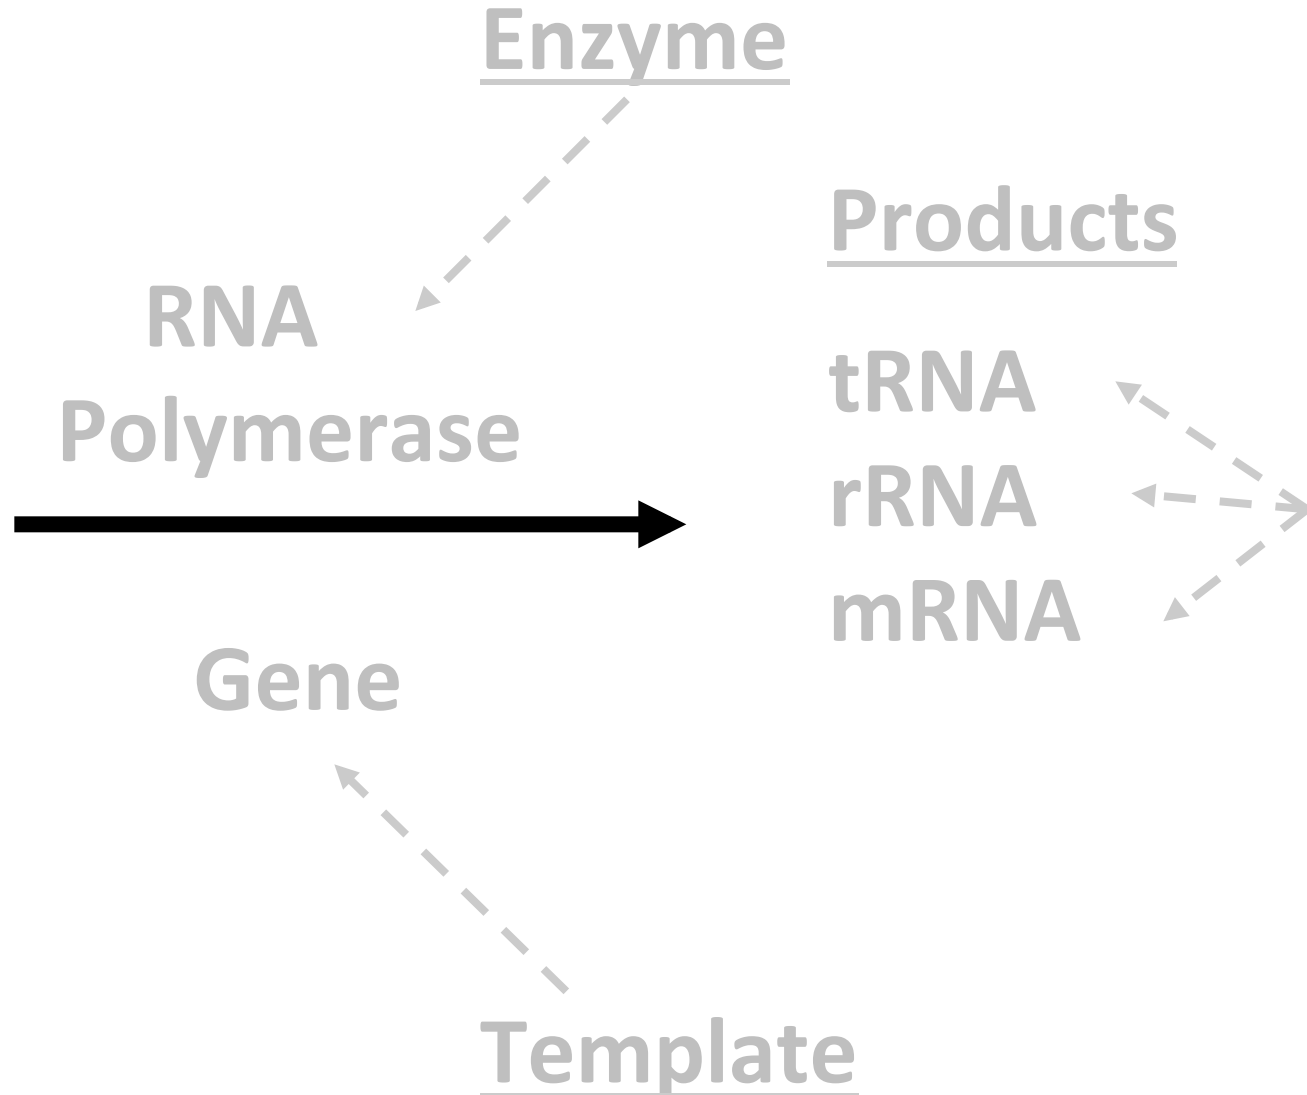 Enzyme
Products
RNA
Polymerase
tRNA
rRNA
mRNA
Gene
Template